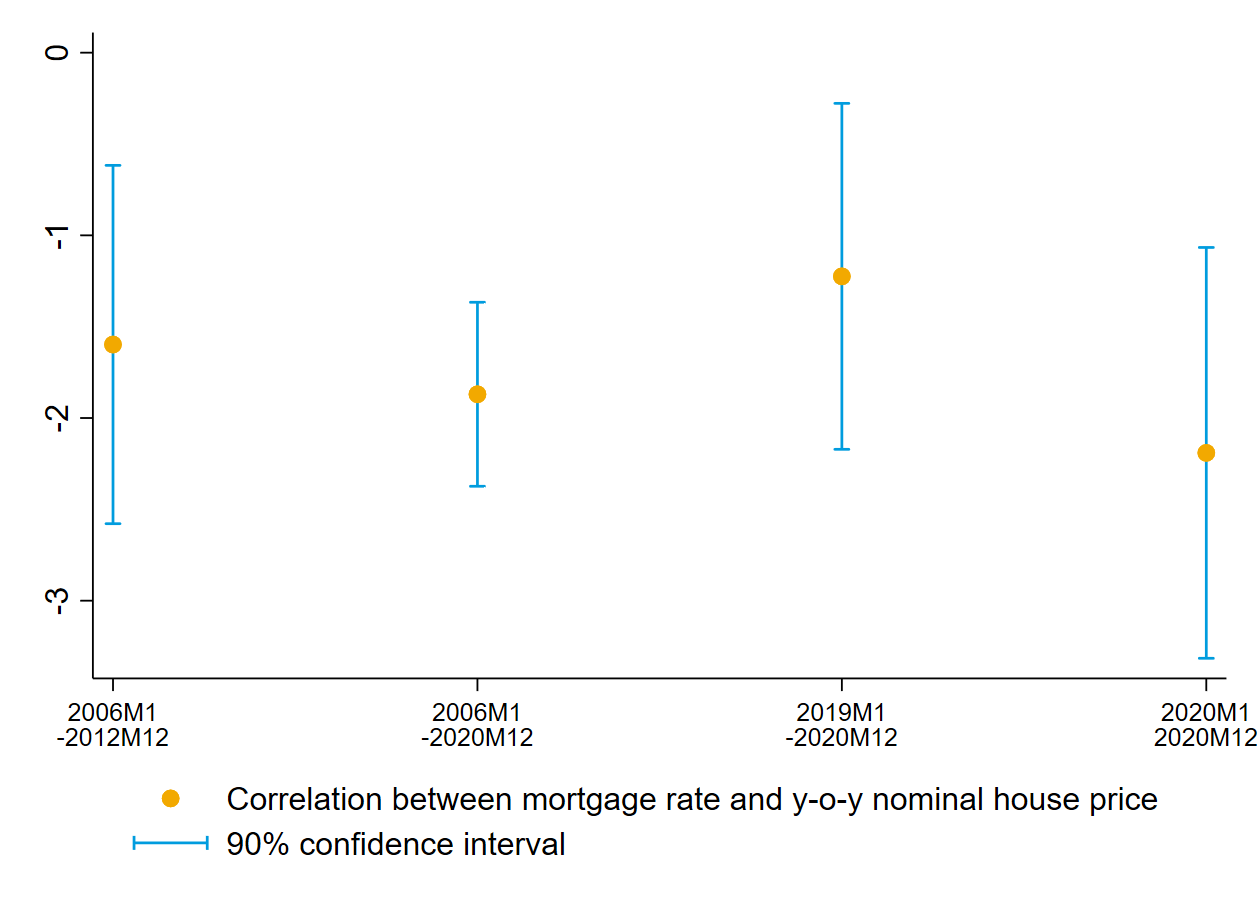 0
-1
-2
-3
2006M1
-2012M12
2006M1
-2020M12
2019M1
-2020M12
2020M1
2020M12
Correlation between mortgage rate and y-o-y nominal house price
90% confidence interval